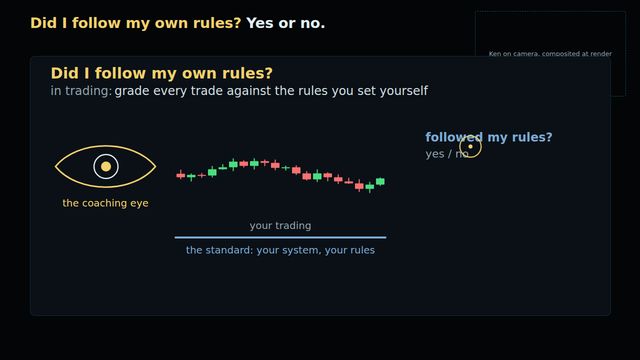 Did I follow my own rules? Yes or no.
Ken on camera, composited at render
Did I follow my own rules?
in trading: grade every trade against the rules you set yourself
followed my rules?
yes / no
the coaching eye
your trading
the standard: your system, your rules